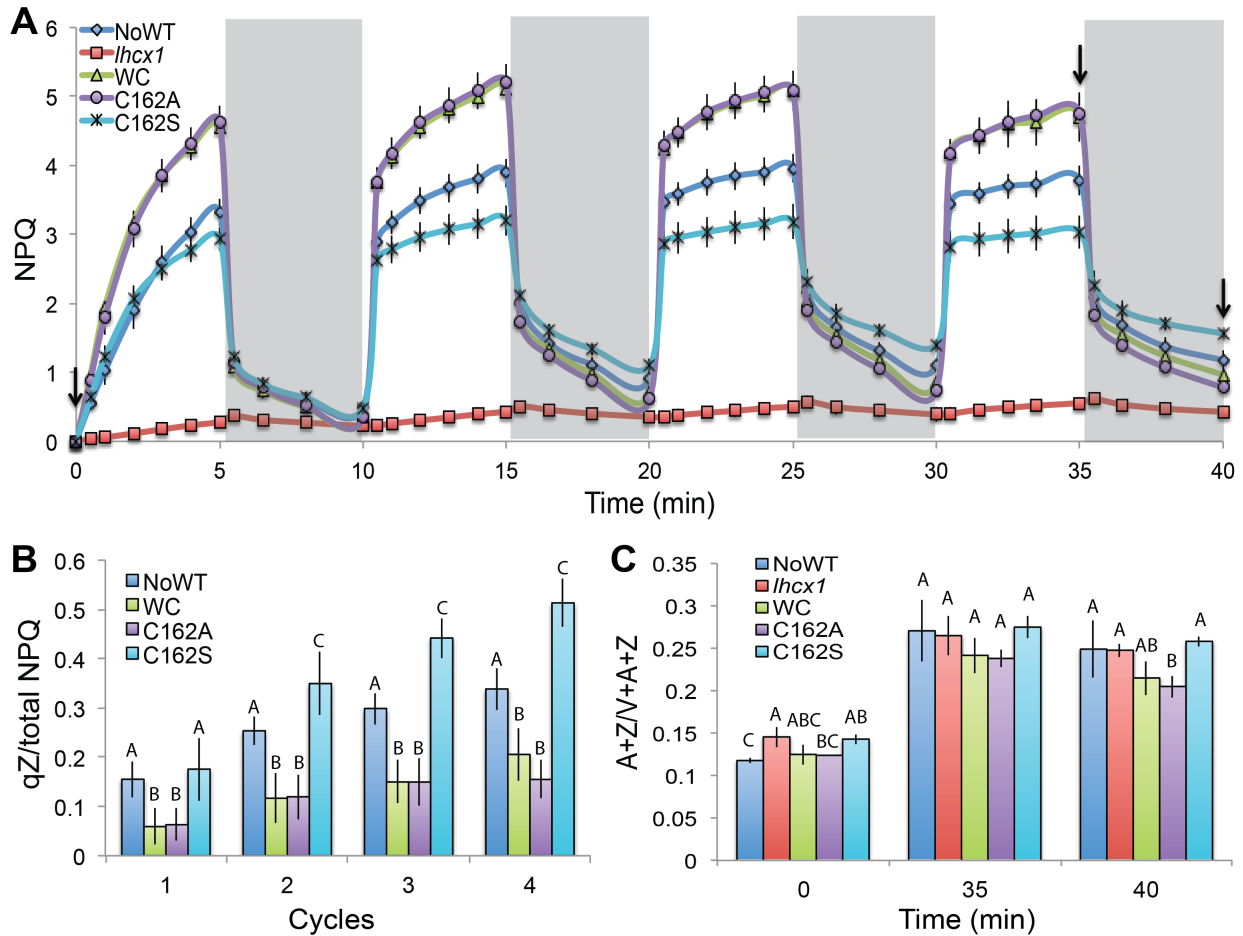 A
NPQ
6
5
4
3
2
1
0
NoWT
lhcx1
WC
C162A
C162S
0 5 10 15 20 25 30 35 40
Time (min)
B
qZ/total NPQ
0.6
0.5
0.4
0.3
0.2
0.1
0
NoWT
WC
C162A
C162S
A B B A
A B B C
A B B C
A B B C
1 2 3 4
Cycles
C
A+Z/V+A+Z
0.35
0.3
0.25
0.2
0.15
0.1
0.05
0
NoWT
lhcx1
WC
C162A
C162S
C A ABC BC AB
A A A A A
A A AB B A
0 35 40
Time (min)